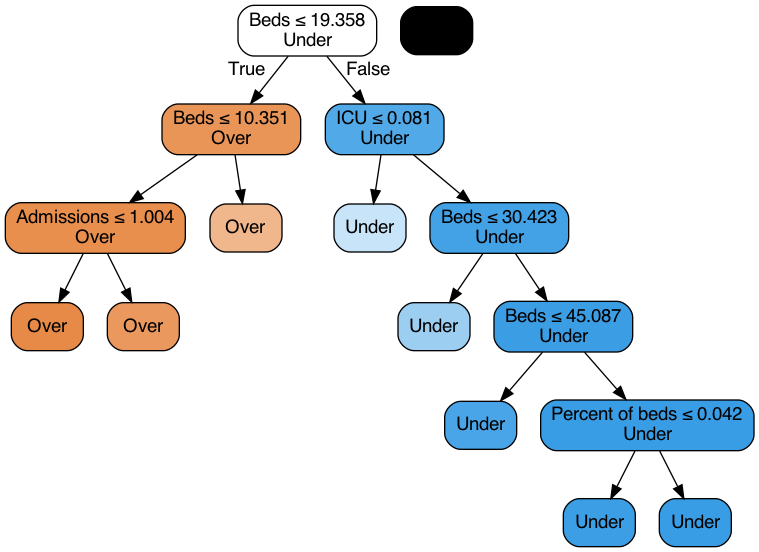 Beds ≤ 19.358
Under
True
False
Beds ≤ 10.351
Over
ICU ≤ 0.081
Under
Admissions ≤ 1.004
Over
Over
Under
Beds ≤ 30.423
Under
Over
Over
Under
Beds ≤ 45.087
Under
Under
Percent of beds ≤ 0.042
Under
Under
Under